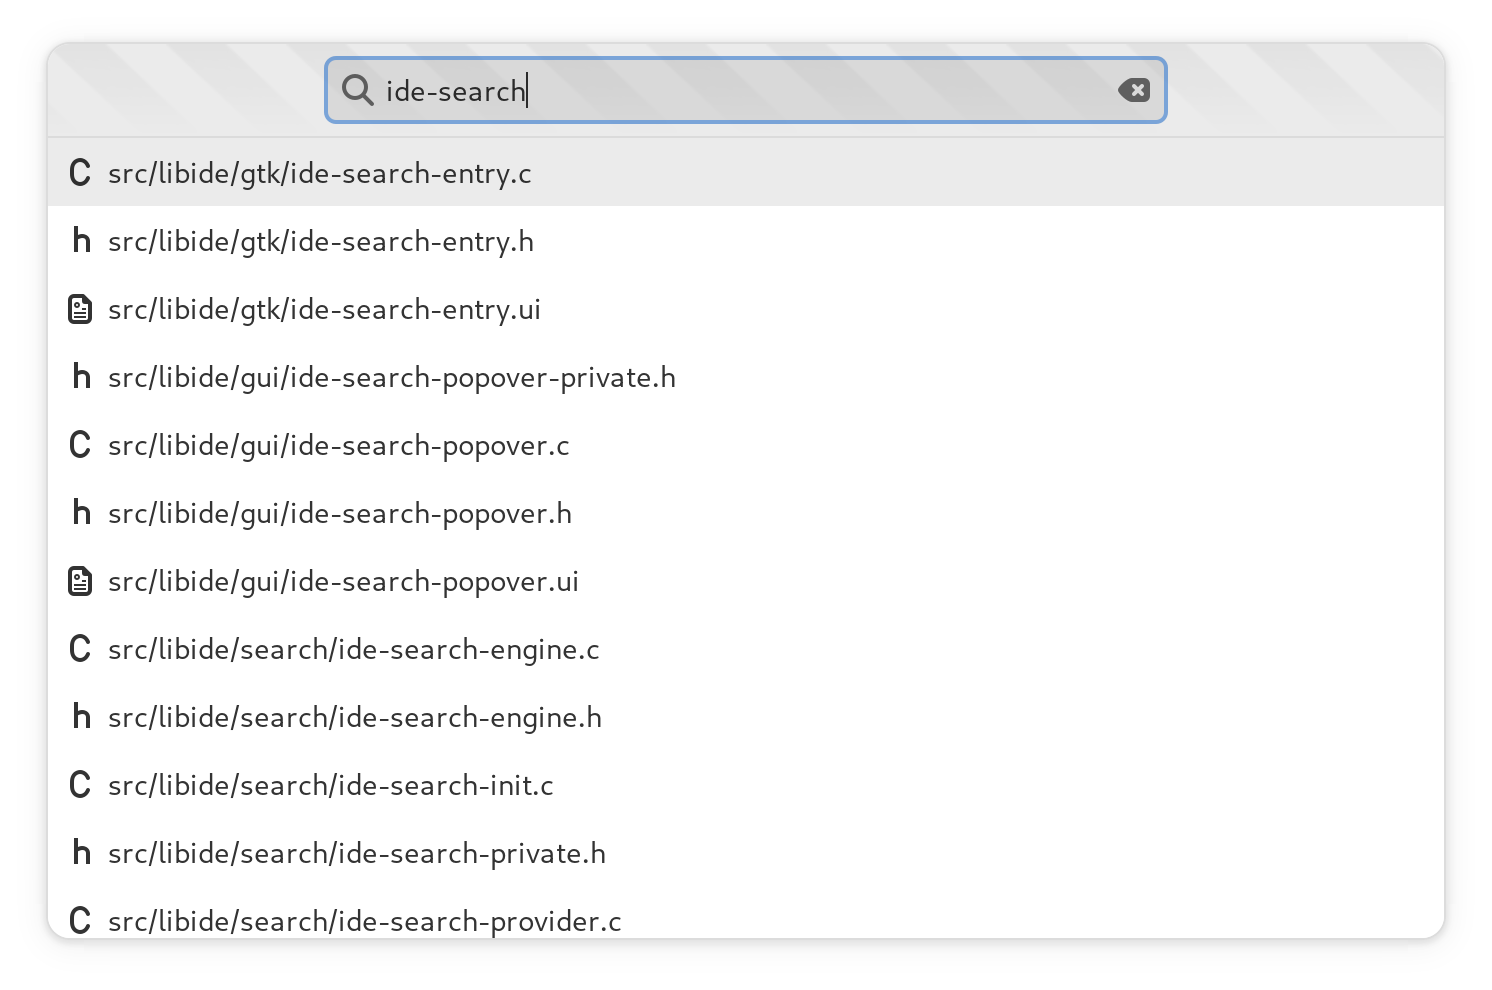 ide-search
C src/libide/gtk/ide-search-entry.c
h src/libide/gtk/ide-search-entry.h
src/libide/gtk/ide-search-entry.ui
h src/libide/gui/ide-search-popover-private.h
C src/libide/gui/ide-search-popover.c
h src/libide/gui/ide-search-popover.h
src/libide/gui/ide-search-popover.ui
C src/libide/search/ide-search-engine.c
h src/libide/search/ide-search-engine.h
C src/libide/search/ide-search-init.c
h src/libide/search/ide-search-private.h
C src/libide/search/ide-search-provider.c